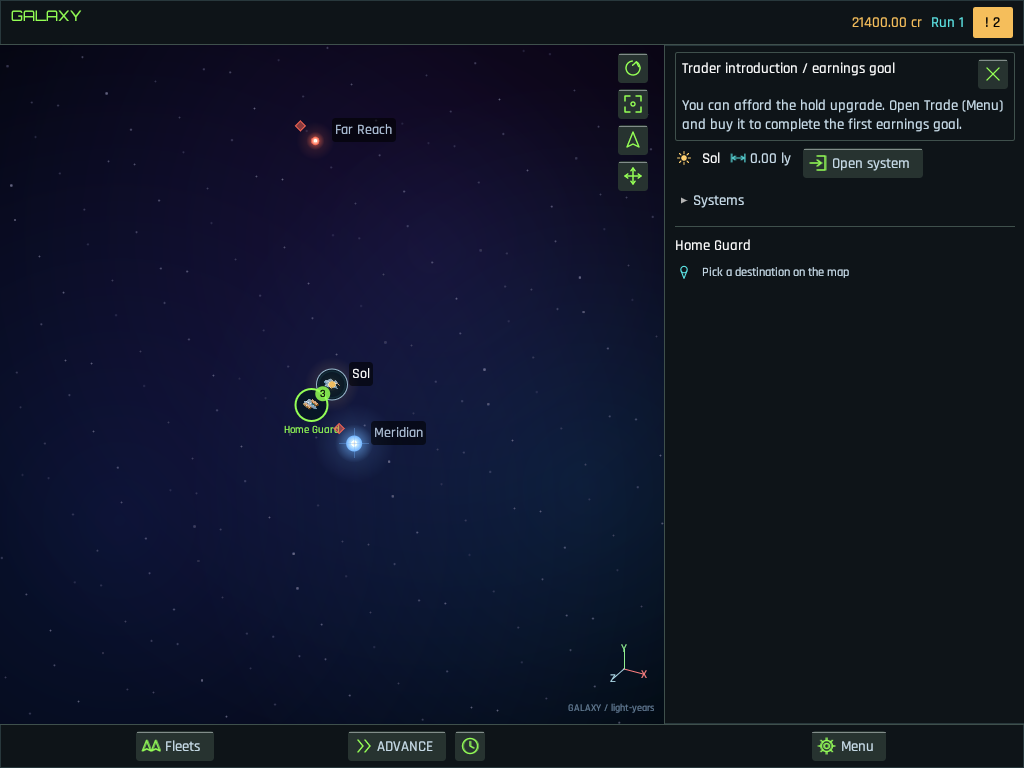 GALAXY
21400.00 cr Run 1 ! 2
Trader introduction / earnings goal
You can afford the hold upgrade. Open Trade (Menu)
and buy it to complete the first earnings goal.
Sol 0.00 ly Open system
Systems
Home Guard
Pick a destination on the map
Far Reach
Sol
3
Home Guard
Meridian
Y
X
Z
GALAXY / light-years
Fleets ADVANCE Menu